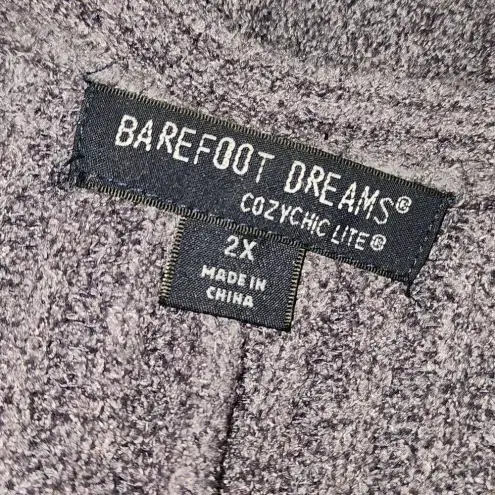 BAREFOOT DREAMS®
COZYCHIC LITE®
2X
MADE IN
CHINA